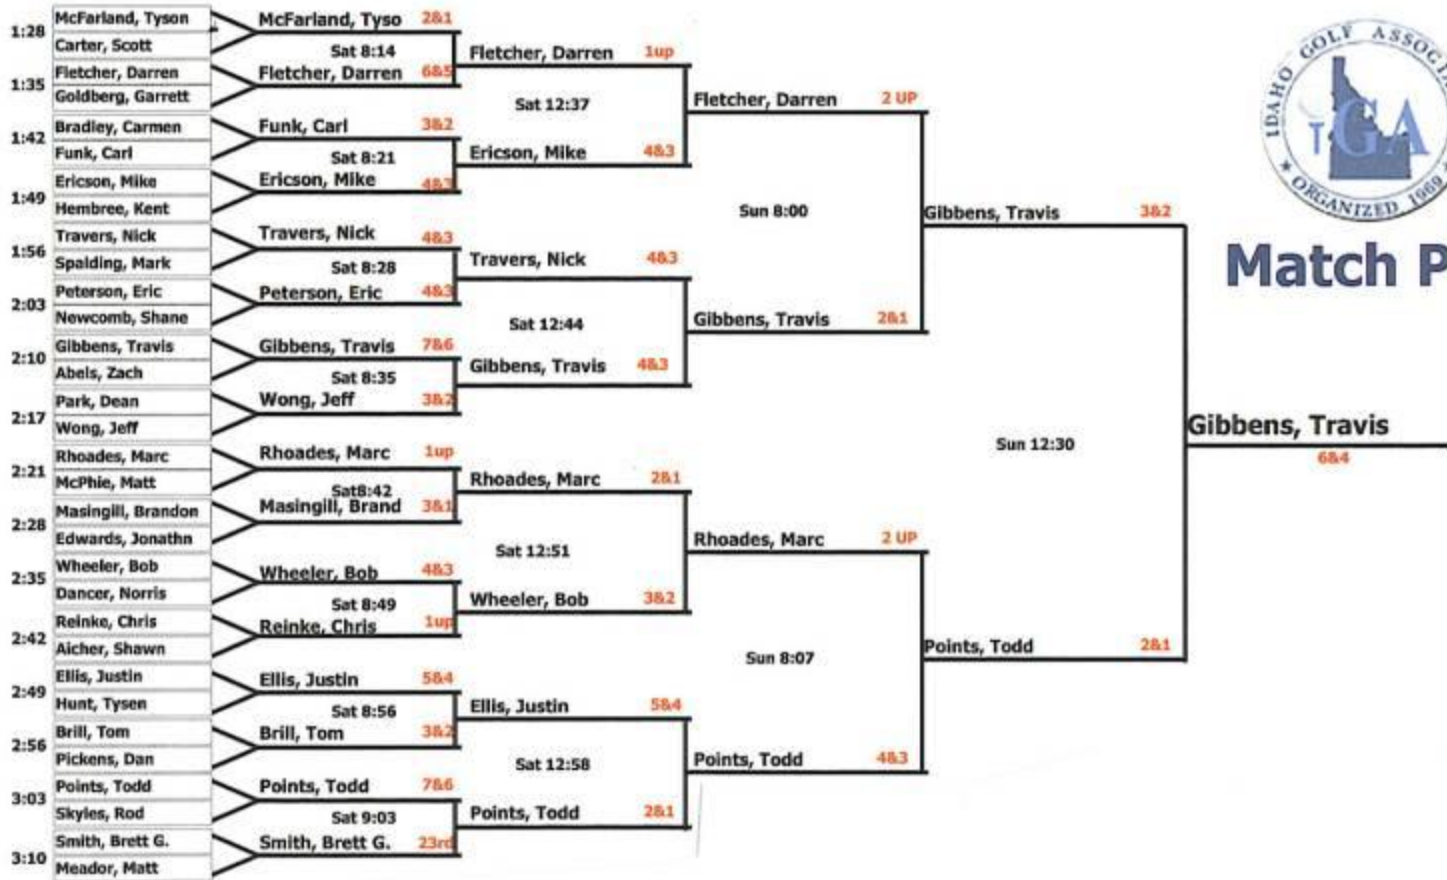 1:28
McFarland, Tyson
Carter, Scott
1:35
Fletcher, Darren
Goldberg, Garrett
1:42
Bradley, Carmen
Funk, Carl
1:49
Ericson, Mike
Hembree, Kent
1:56
Travers, Nick
Spalding, Mark
2:03
Peterson, Eric
Newcomb, Shane
2:10
Gibbens, Travis
Abels, Zach
2:17
Park, Dean
Wong, Jeff
2:21
Rhoades, Marc
McPhie, Matt
2:28
Masingill, Brandon
Edwards, Jonathn
2:35
Wheeler, Bob
Dancer, Norris
2:42
Reinke, Chris
Aicher, Shawn
2:49
Ellis, Justin
Hunt, Tysen
2:56
Brill, Tom
Pickens, Dan
3:03
Points, Todd
Skyles, Rod
3:10
Smith, Brett G.
Meador, Matt
McFarland, Tyso 2&1
Sat 8:14
Fletcher, Darren 6&5
Funk, Carl 3&2
Sat 8:21
Ericson, Mike 4&3
Travers, Nick 4&3
Sat 8:28
Peterson, Eric 4&3
Gibbens, Travis 7&6
Sat 8:35
Wong, Jeff 3&2
Rhoades, Marc 1up
Sat8:42
Masingill, Brand 3&1
Wheeler, Bob 4&3
Sat 8:49
Reinke, Chris 1up
Ellis, Justin 5&4
Sat 8:56
Brill, Tom 3&2
Points, Todd 7&6
Sat 9:03
Smith, Brett G. 23rd
Fletcher, Darren 1up
Sat 12:37
Ericson, Mike 4&3
Travers, Nick 4&3
Sat 12:44
Gibbens, Travis 4&3
Rhoades, Marc 2&1
Sat 12:51
Wheeler, Bob 3&2
Ellis, Justin 5&4
Sat 12:58
Points, Todd 2&1
Fletcher, Darren 2 UP
Sun 8:00
Gibbens, Travis 2&1
Rhoades, Marc 2 UP
Sun 8:07
Points, Todd 4&3
Gibbens, Travis 3&2
Sun 12:30
Points, Todd 2&1
Gibbens, Travis
6&4
IDAHO GOLF ASSOCI
IGA
ORGANIZED 1969
Match P